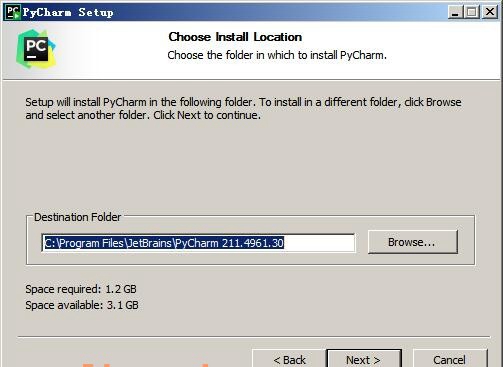 PyCharm Setup
PC
Choose Install Location
Choose the folder in which to install PyCharm.
Setup will install PyCharm in the following folder. To install in a different folder, click Browse
and select another folder. Click Next to continue.
Destination Folder
C:\Program Files\JetBrains\PyCharm 211.4961.30
Browse...
Space required: 1.2 GB
Space available: 3.1 GB
< Back
Next >
Cancel